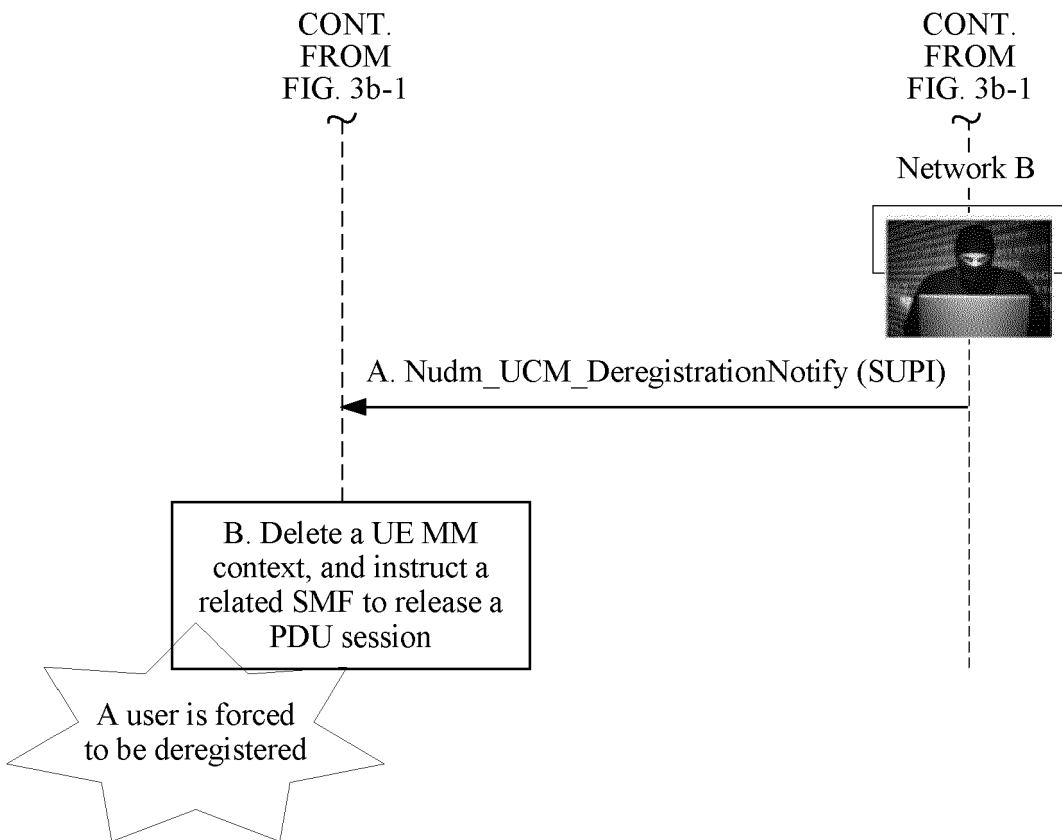 CONT.
FROM
FIG. 3b-1
CONT.
FROM
FIG. 3b-1
Network B
A. Nudm_UCM_DeregistrationNotify (SUPI)
B. Delete a UE MM
context, and instruct a
related SMF to release a
PDU session
A user is forced
to be deregistered